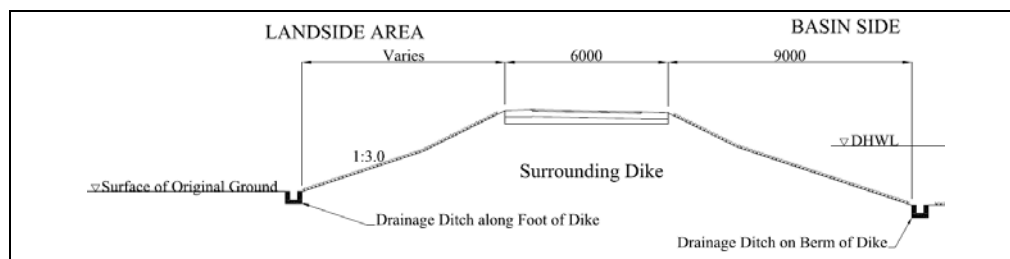 LANDSIDE AREA
BASIN SIDE
Varies
6000
9000
1:3.0
DHWL
Surrounding Dike
Surface of Original Ground
Drainage Ditch along Foot of Dike
Drainage Ditch on Berm of Dike